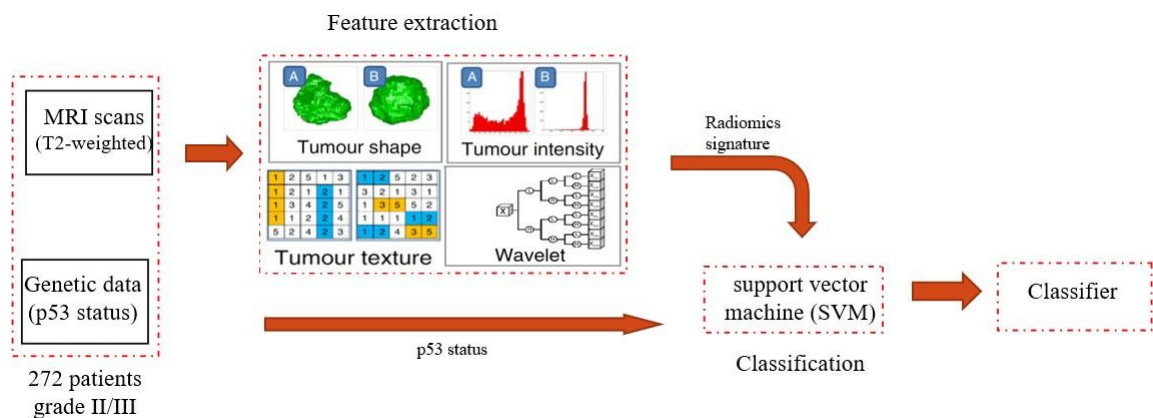 Feature extraction
MRI scans
(T2-weighted)
Genetic data
(p53 status)
272 patients
grade II/III
A
B
Tumour shape
A
B
Tumour intensity
1 2 5 1 3
1 2 1 2 1
1 3 4 2 5
1 1 2 2 4
5 2 4 2 3
1 2 5 2 3
3 2 1 3 1
1 3 5 5 2
1 1 1 1 2
1 2 4 3 5
Tumour texture
X
Wavelet
Radiomics
signature
p53 status
support vector
machine (SVM)
Classification
Classifier